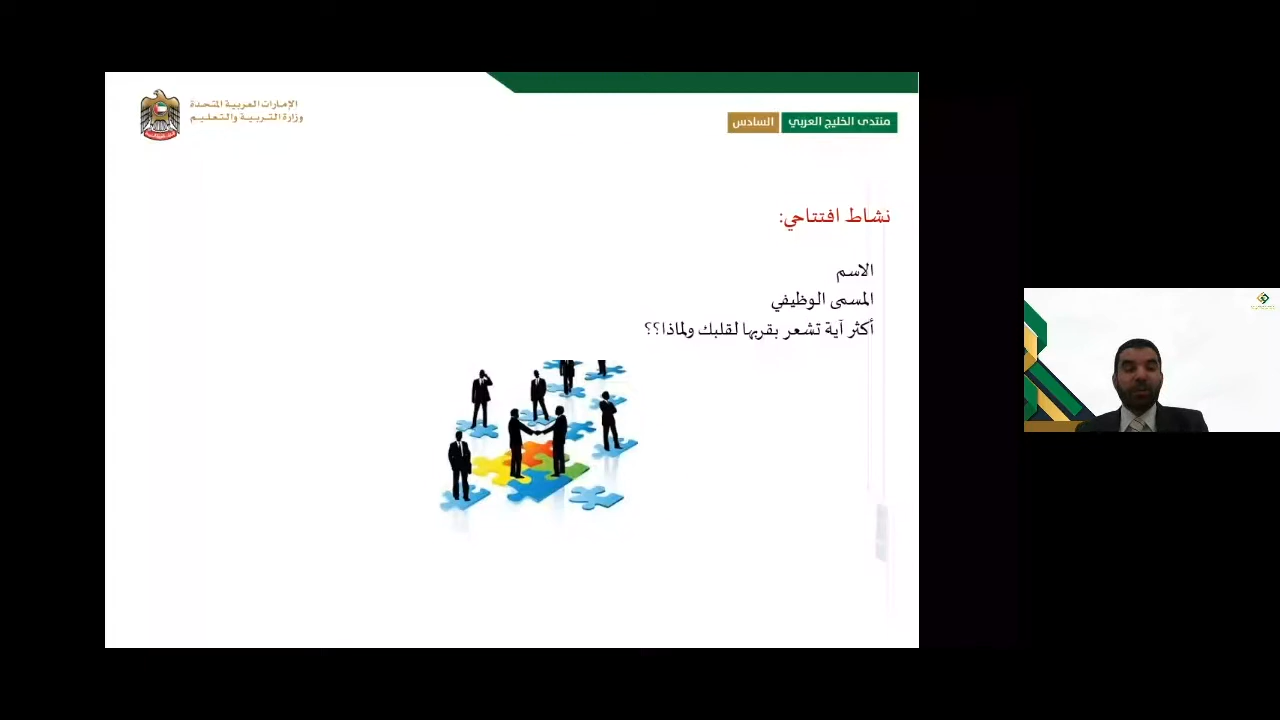 الإمارات العربية المتحدة
وزارة التربية والتعليم
منتدى الخليج العربي السادس
نشاط افتتاحي:
الاسم
المسمى الوظيفي
أكثر آية تشعر بقربها لقلبك ولماذا؟؟